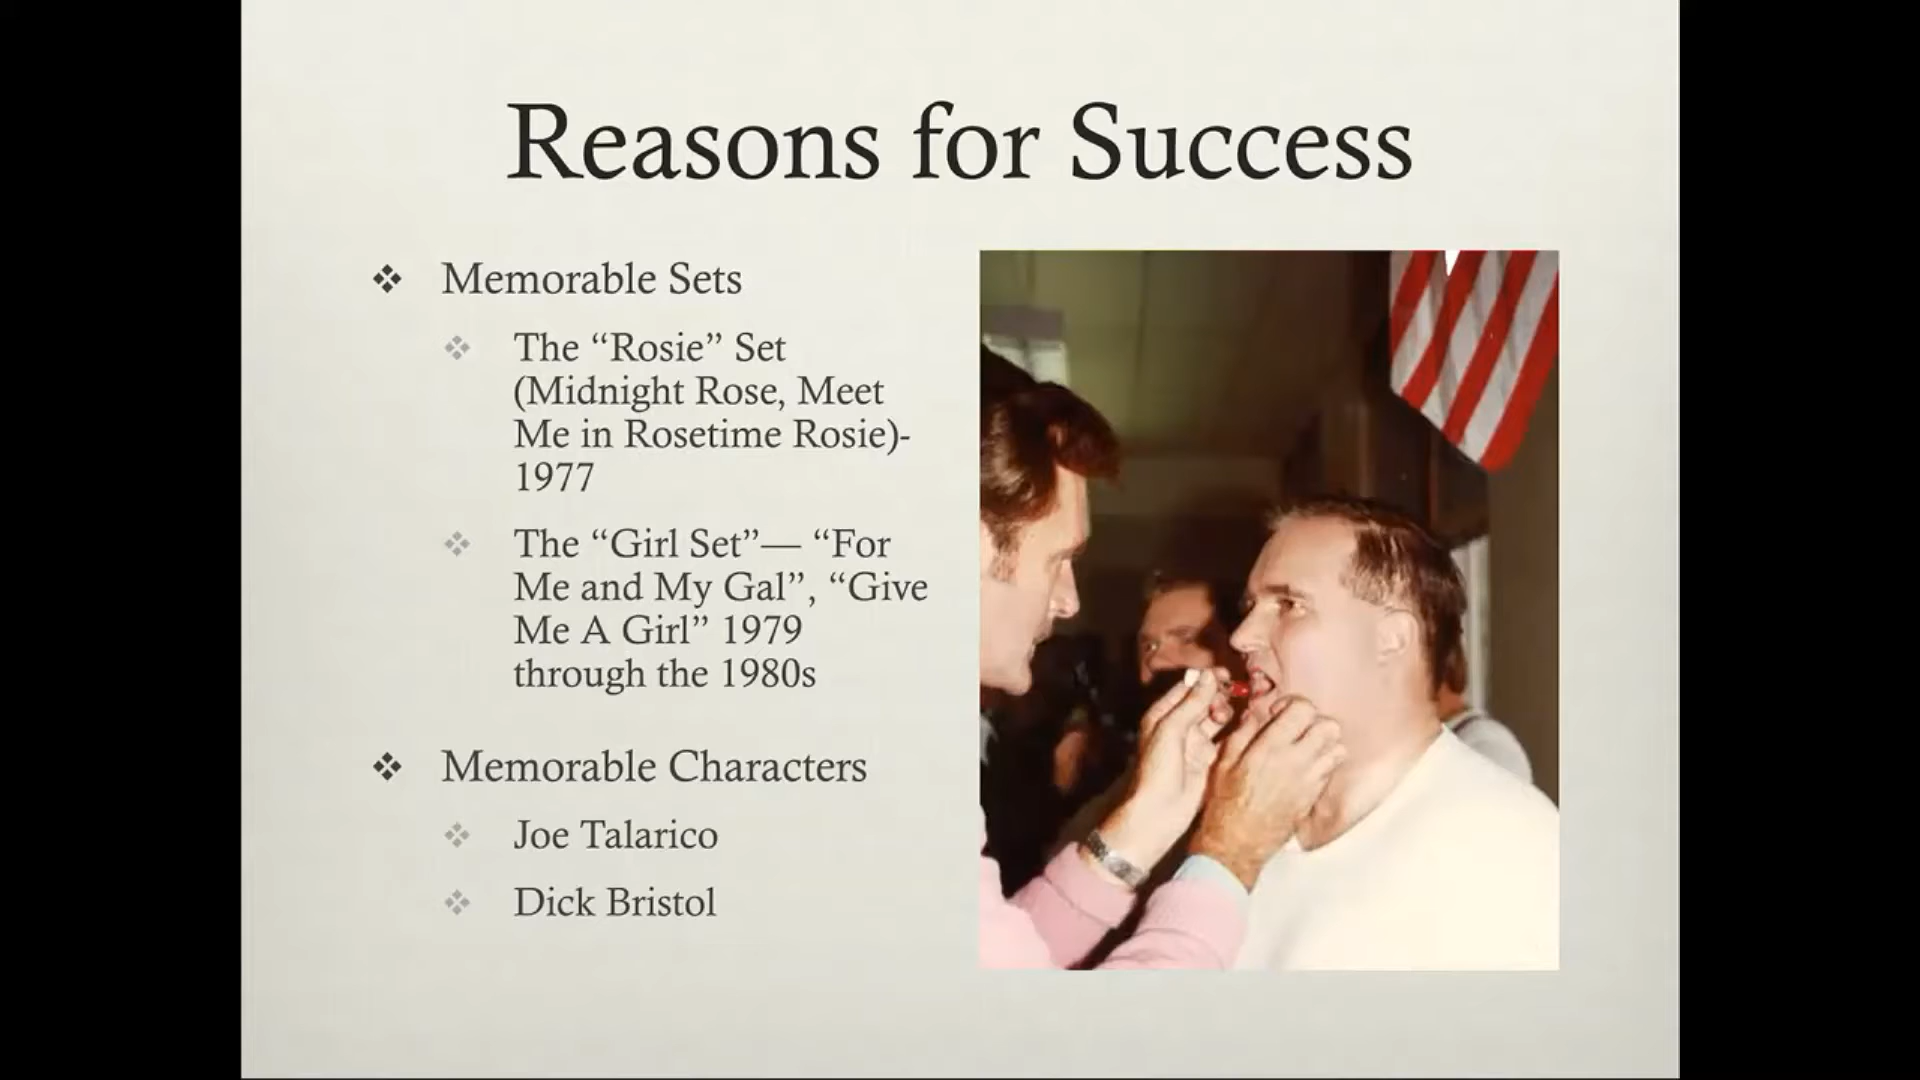 Reasons for Success
Memorable Sets
The “Rosie” Set
(Midnight Rose, Meet
Me in Rosetime Rosie)-
1977
The “Girl Set”— “For
Me and My Gal”, “Give
Me A Girl” 1979
through the 1980s
Memorable Characters
Joe Talarico
Dick Bristol